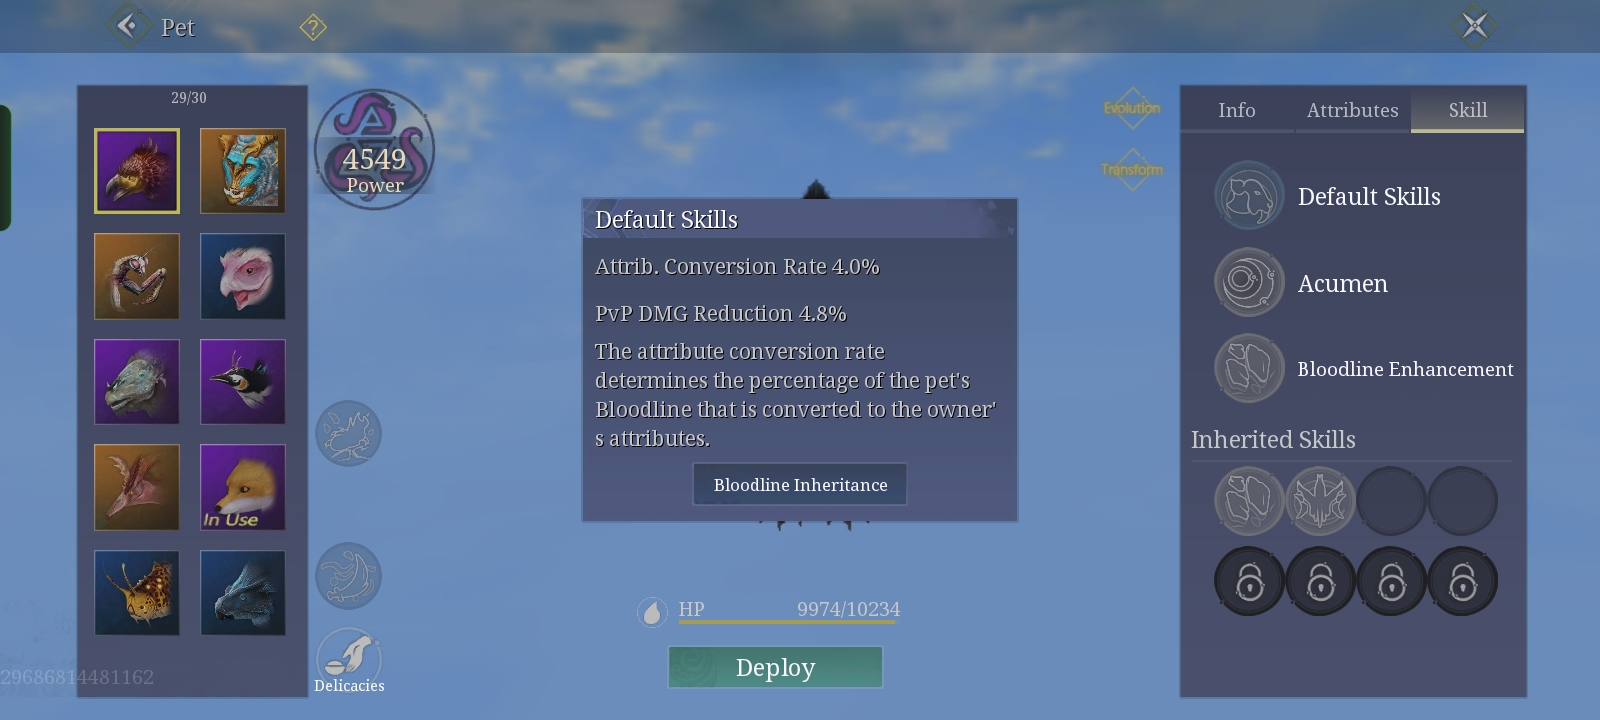 Pet
?
29/30
4549
Power
In Use
Delicacies
29686814481162
Evolution
Transform
Default Skills
Attrib. Conversion Rate 4.0%
PvP DMG Reduction 4.8%
The attribute conversion rate
determines the percentage of the pet's
Bloodline that is converted to the owner'
s attributes.
Bloodline Inheritance
HP 9974/10234
Deploy
Info Attributes Skill
Default Skills
Acumen
Bloodline Enhancement
Inherited Skills